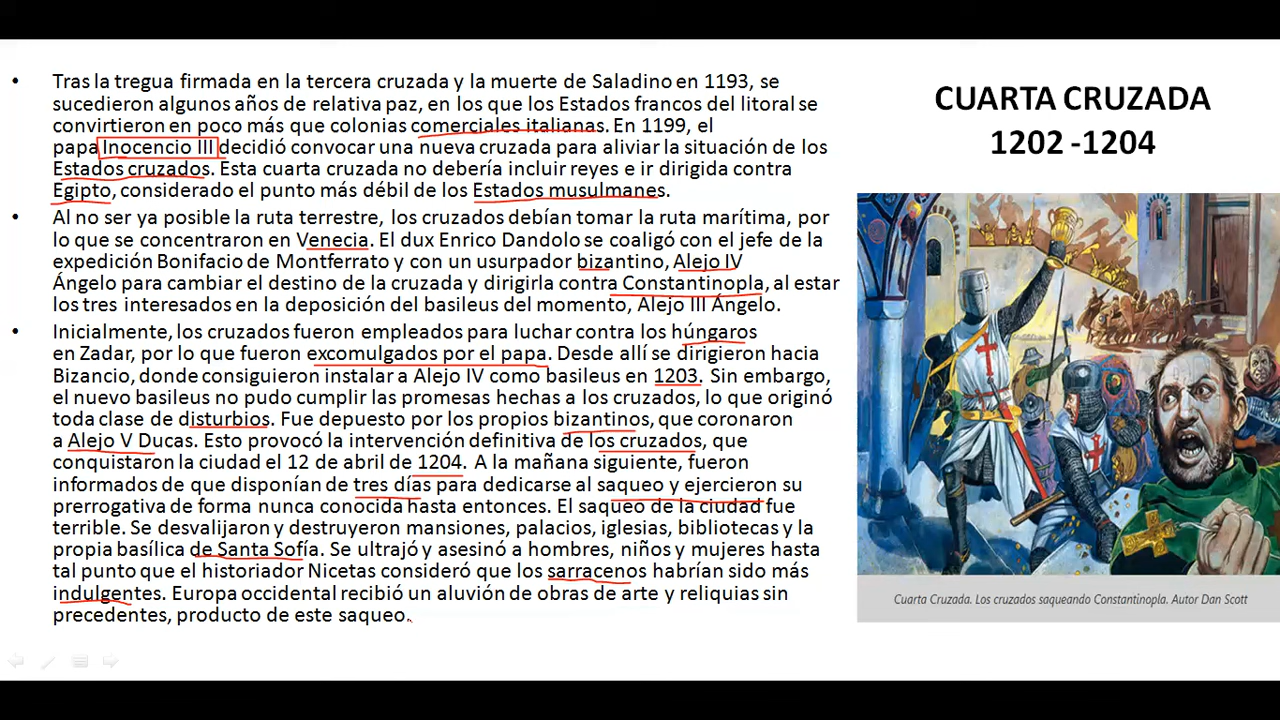 • Tras la tregua firmada en la tercera cruzada y la muerte de Saladino en 1193, se
sucedieron algunos años de relativa paz, en los que los Estados francos del litoral se
convirtieron en poco más que colonias comerciales italianas. En 1199, el
papa Inocencio III decidió convocar una nueva cruzada para aliviar la situación de los
Estados cruzados. Esta cuarta cruzada no debería incluir reyes e ir dirigida contra
Egipto, considerado el punto más débil de los Estados musulmanes.
• Al no ser ya posible la ruta terrestre, los cruzados debían tomar la ruta marítima, por
lo que se concentraron en Venecia. El dux Enrico Dandolo se coaligó con el jefe de la
expedición Bonifacio de Montferrato y con un usurpador bizantino, Alejo IV
Ángelo para cambiar el destino de la cruzada y dirigirla contra Constantinopla, al estar
los tres interesados en la deposición del basileus del momento, Alejo III Ángelo.
• Inicialmente, los cruzados fueron empleados para luchar contra los húngaros
en Zadar, por lo que fueron excomulgados por el papa. Desde allí se dirigieron hacia
Bizancio, donde consiguieron instalar a Alejo IV como basileus en 1203. Sin embargo,
el nuevo basileus no pudo cumplir las promesas hechas a los cruzados, lo que originó
toda clase de disturbios. Fue depuesto por los propios bizantinos, que coronaron
a Alejo V Ducas. Esto provocó la intervención definitiva de los cruzados, que
conquistaron la ciudad el 12 de abril de 1204. A la mañana siguiente, fueron
informados de que disponían de tres días para dedicarse al saqueo y ejercieron su
prerrogativa de forma nunca conocida hasta entonces. El saqueo de la ciudad fue
terrible. Se desvalijaron y destruyeron mansiones, palacios, iglesias, bibliotecas y la
propia basílica de Santa Sofía. Se ultrajó y asesinó a hombres, niños y mujeres hasta
tal punto que el historiador Nicetas consideró que los sarracenos habrían sido más
indulgentes. Europa occidental recibió un aluvión de obras de arte y reliquias sin
precedentes, producto de este saqueo.
CUARTA CRUZADA
1202 -1204
Cuarta Cruzada. Los cruzados saqueando Constantinopla. Autor Dan Scott